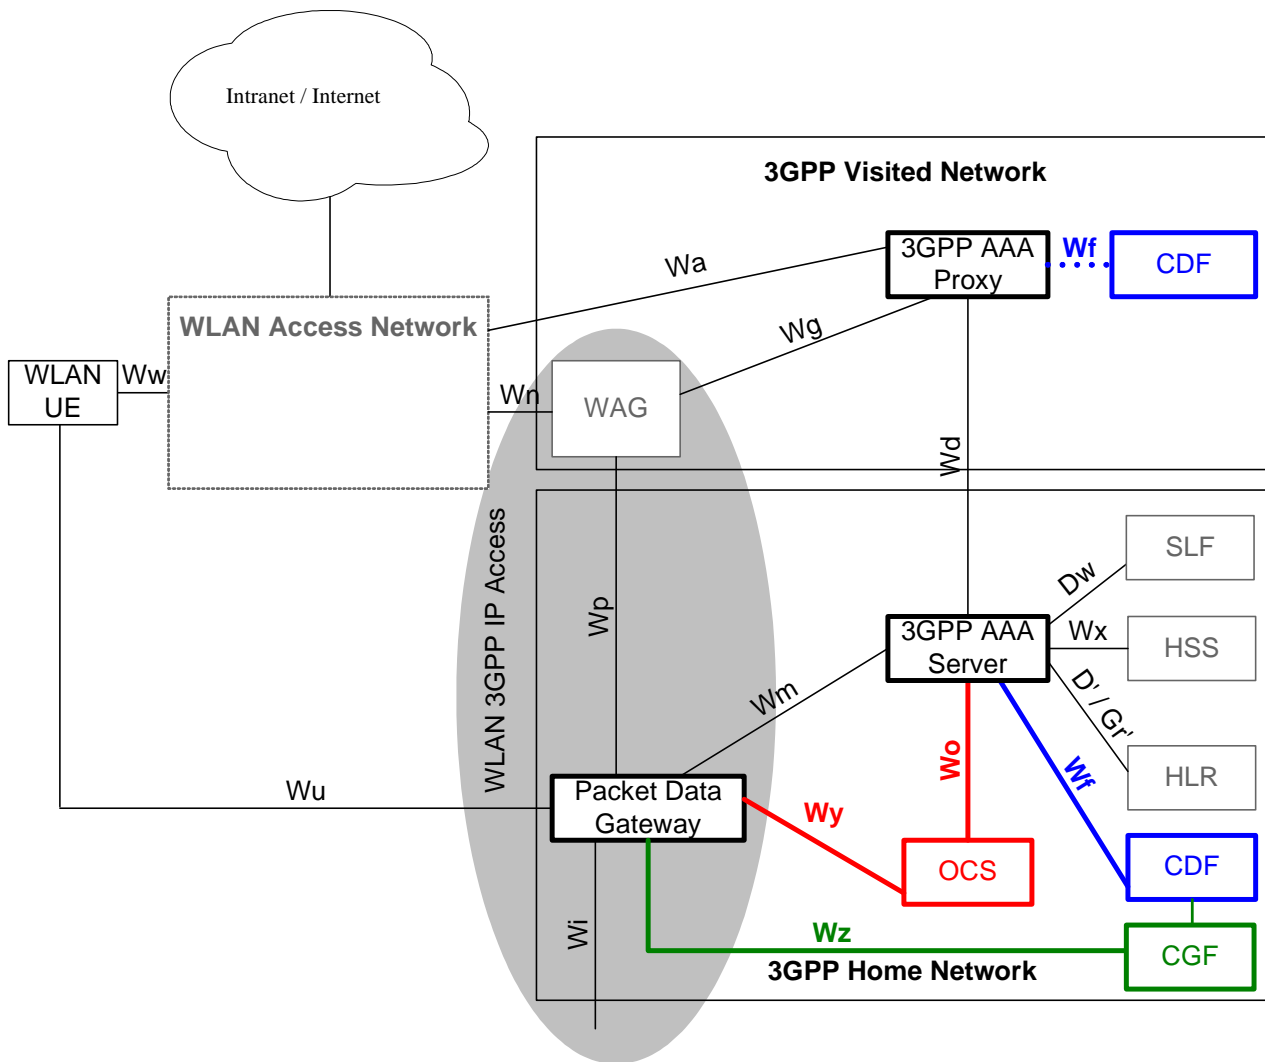 Intranet / Internet
3GPP Visited Network
3GPP AAA
Proxy
Wf
CDF
Wa
WLAN Access Network
Wg
WLAN
UE
Ww
Wn
WAG
Wd
WLAN 3GPP IP Access
SLF
Dw
Wp
3GPP AAA
Server
Wx
HSS
Wm
D' / Gr'
Wo
Wf
HLR
Wu
Packet Data
Gateway
Wy
OCS
CDF
Wi
Wz
CGF
3GPP Home Network